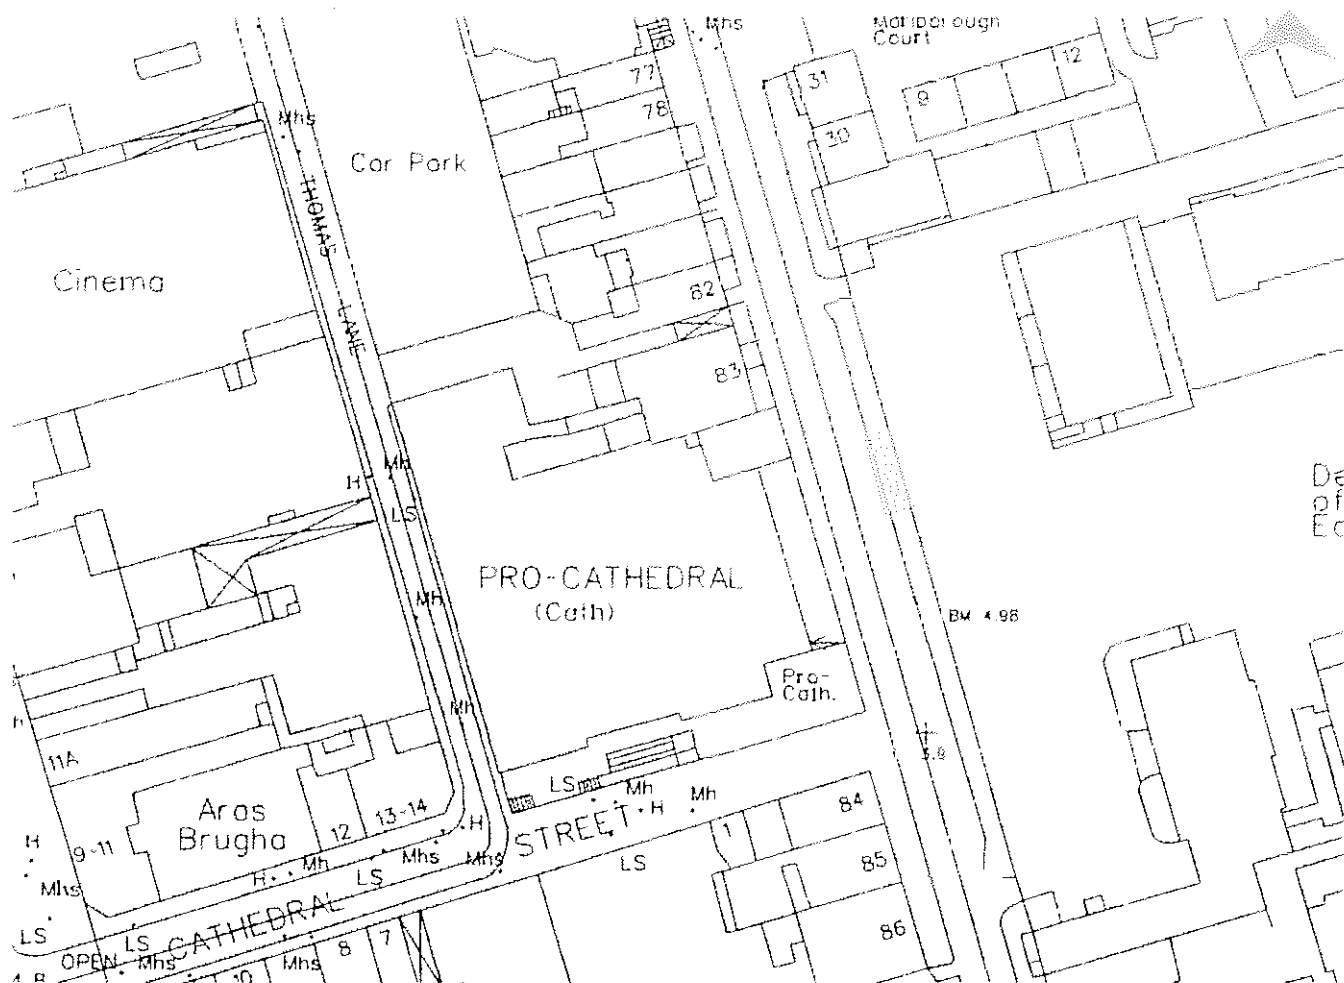 Mhs
Marlborough
Court
77
78
31
30
9
12
Mhs
Car Park
THOMAS
LANE
Cinema
82
83
H
Mh
LS
PRO-CATHEDRAL
(Cath)
Mh
BM 4.98
Pro-
Cath.
Mh
11A
LS
Mh
H
Mh
STREET
84
1
85
86
LS
Aras
Brugha
12
13-14
H
9-11
H
Mhs
Mh
H
Mhs
LS
Mhs
CATHEDRAL
LS
LS
OPEN
Mhs
Mhs
10
8
7